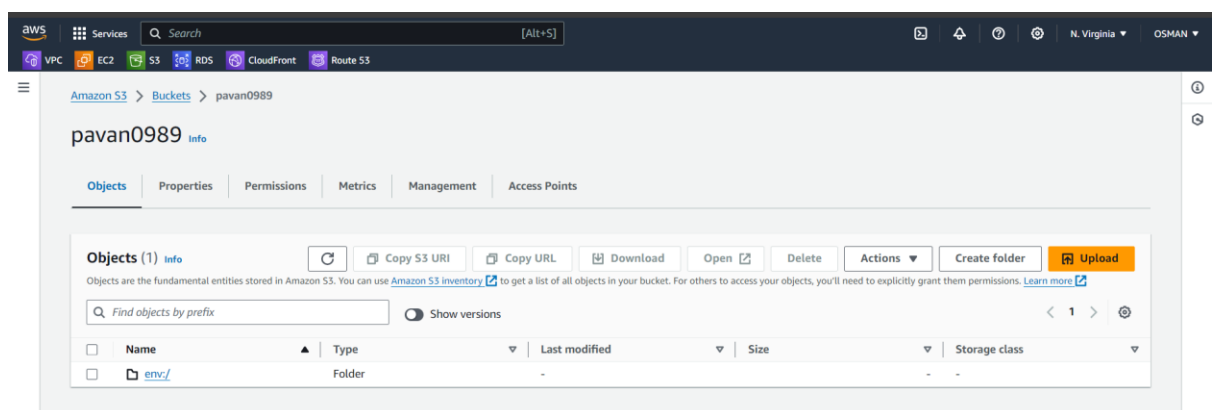 aws Services Search [Alt+S] N. Virginia ▼ OSMAN ▼
VPC EC2 S3 RDS CloudFront Route 53
Amazon S3 > Buckets > pavan0989
pavan0989 Info
Objects Properties Permissions Metrics Management Access Points
Objects (1) Info Copy S3 URI Copy URL Download Open Delete Actions ▼ Create folder Upload
Objects are the fundamental entities stored in Amazon S3. You can use Amazon S3 inventory to get a list of all objects in your bucket. For others to access your objects, you'll need to explicitly grant them permissions. Learn more
Find objects by prefix Show versions < 1 >
Name ▲ Type Last modified Size Storage class
env:/ Folder - - -